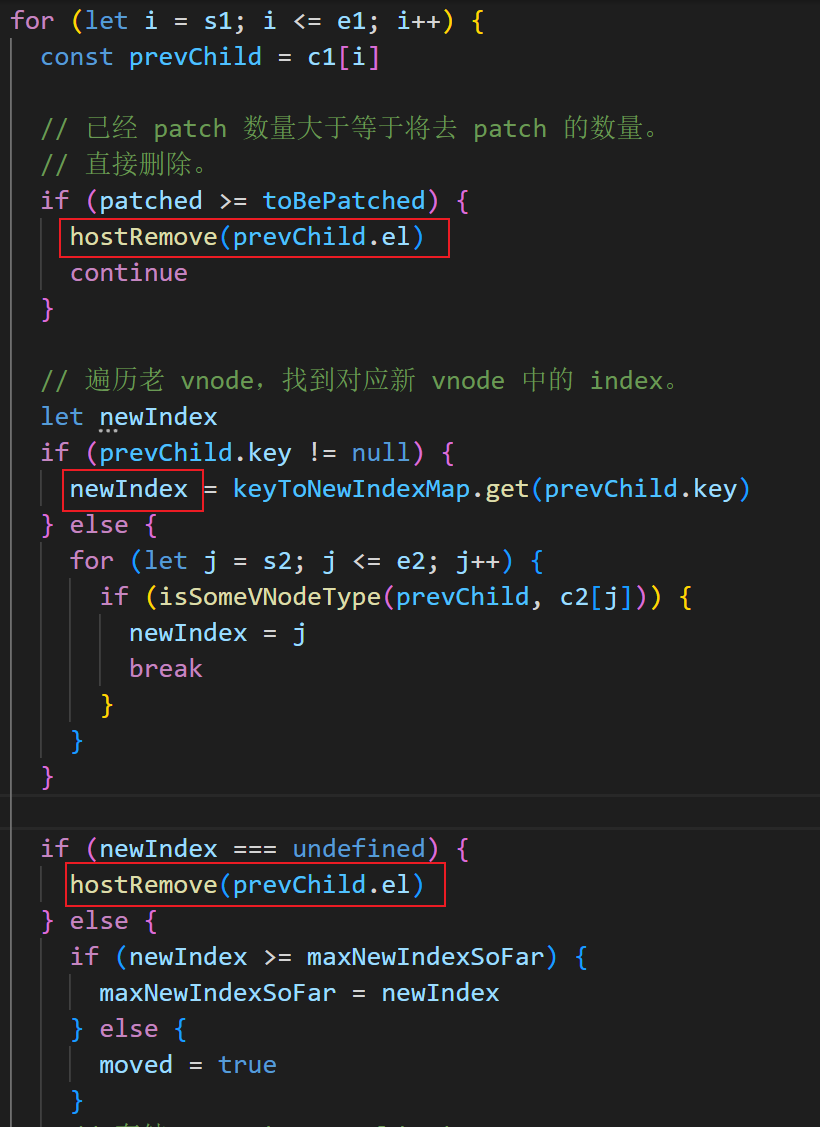 for (let i = s1; i <= e1; i++) {
const prevChild = c1[i]
// 已经 patch 数量大于等于将去 patch 的数量。
// 直接删除。
if (patched >= toBePatched) {
hostRemove(prevChild.el)
continue
}
// 遍历老 vnode，找到对应新 vnode 中的 index。
let newIndex
if (prevChild.key != null) {
newIndex = keyToNewIndexMap.get(prevChild.key)
} else {
for (let j = s2; j <= e2; j++) {
if (isSomeVNodeType(prevChild, c2[j])) {
newIndex = j
break
}
}
}
if (newIndex === undefined) {
hostRemove(prevChild.el)
} else {
if (newIndex >= maxNewIndexSoFar) {
maxNewIndexSoFar = newIndex
} else {
moved = true
}